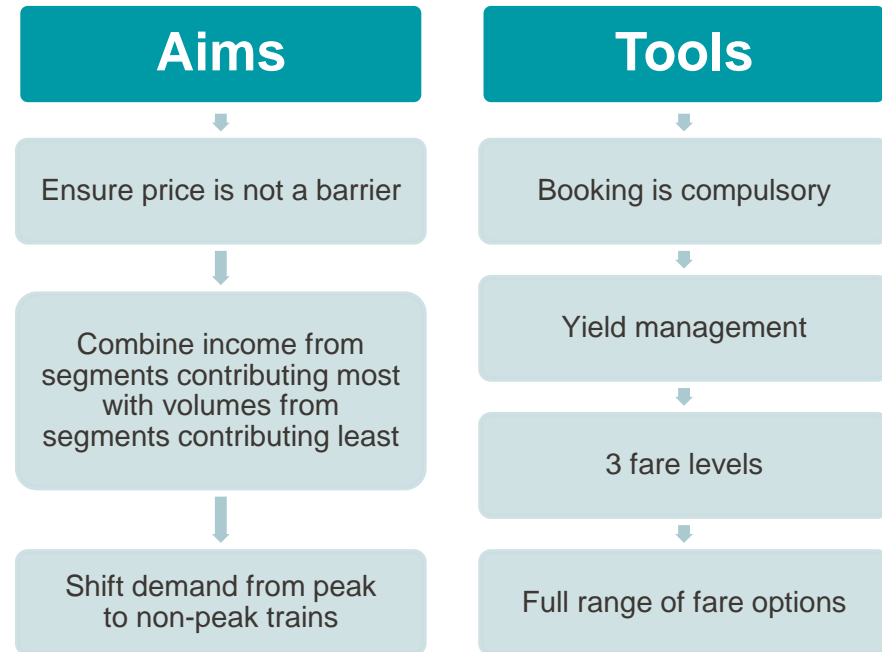 Aims
Ensure price is not a barrier
Combine income from
segments contributing most
with volumes from
segments contributing least
Shift demand from peak
to non-peak trains
Tools
Booking is compulsory
Yield management
3 fare levels
Full range of fare options